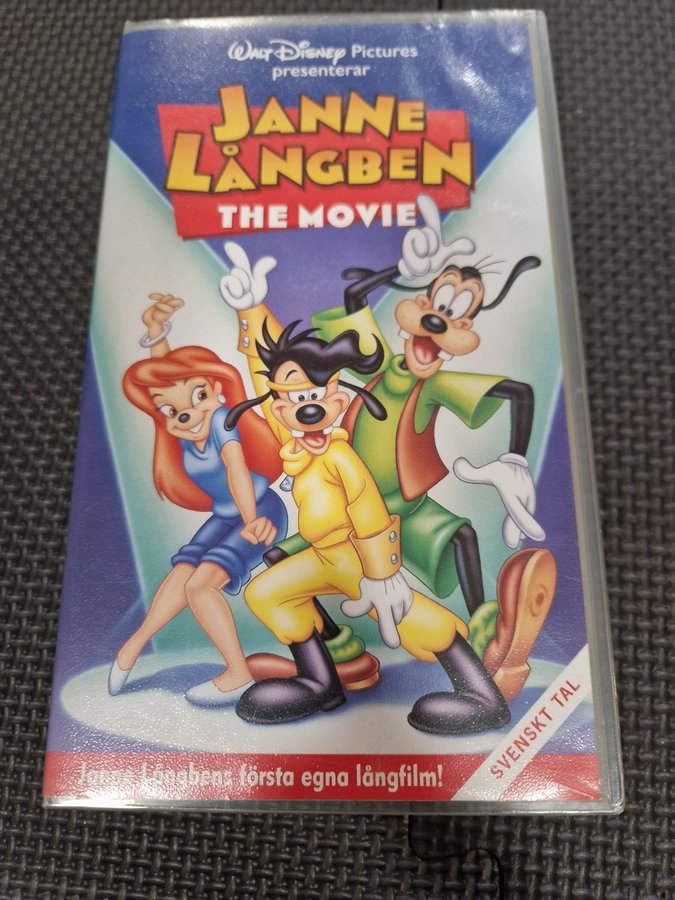 WALT DISNEY Pictures
presenterar
JANNE
LÅNGBEN
THE MOVIE
SVENSKT TAL
Janne Långbens första egna långfilm!